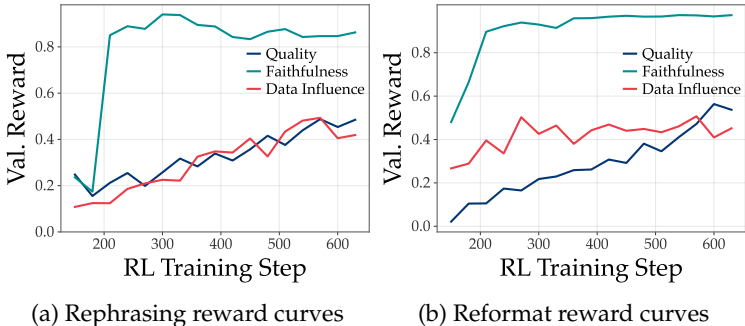 Val. Reward
0.8
0.6
0.4
0.2
0.0
Quality
Faithfulness
Data Influence
200 300 400 500 600
RL Training Step
(a) Rephrasing reward curves
Val. Reward
0.8
0.6
0.4
0.2
0.0
Quality
Faithfulness
Data Influence
200 300 400 500 600
RL Training Step
(b) Reformat reward curves